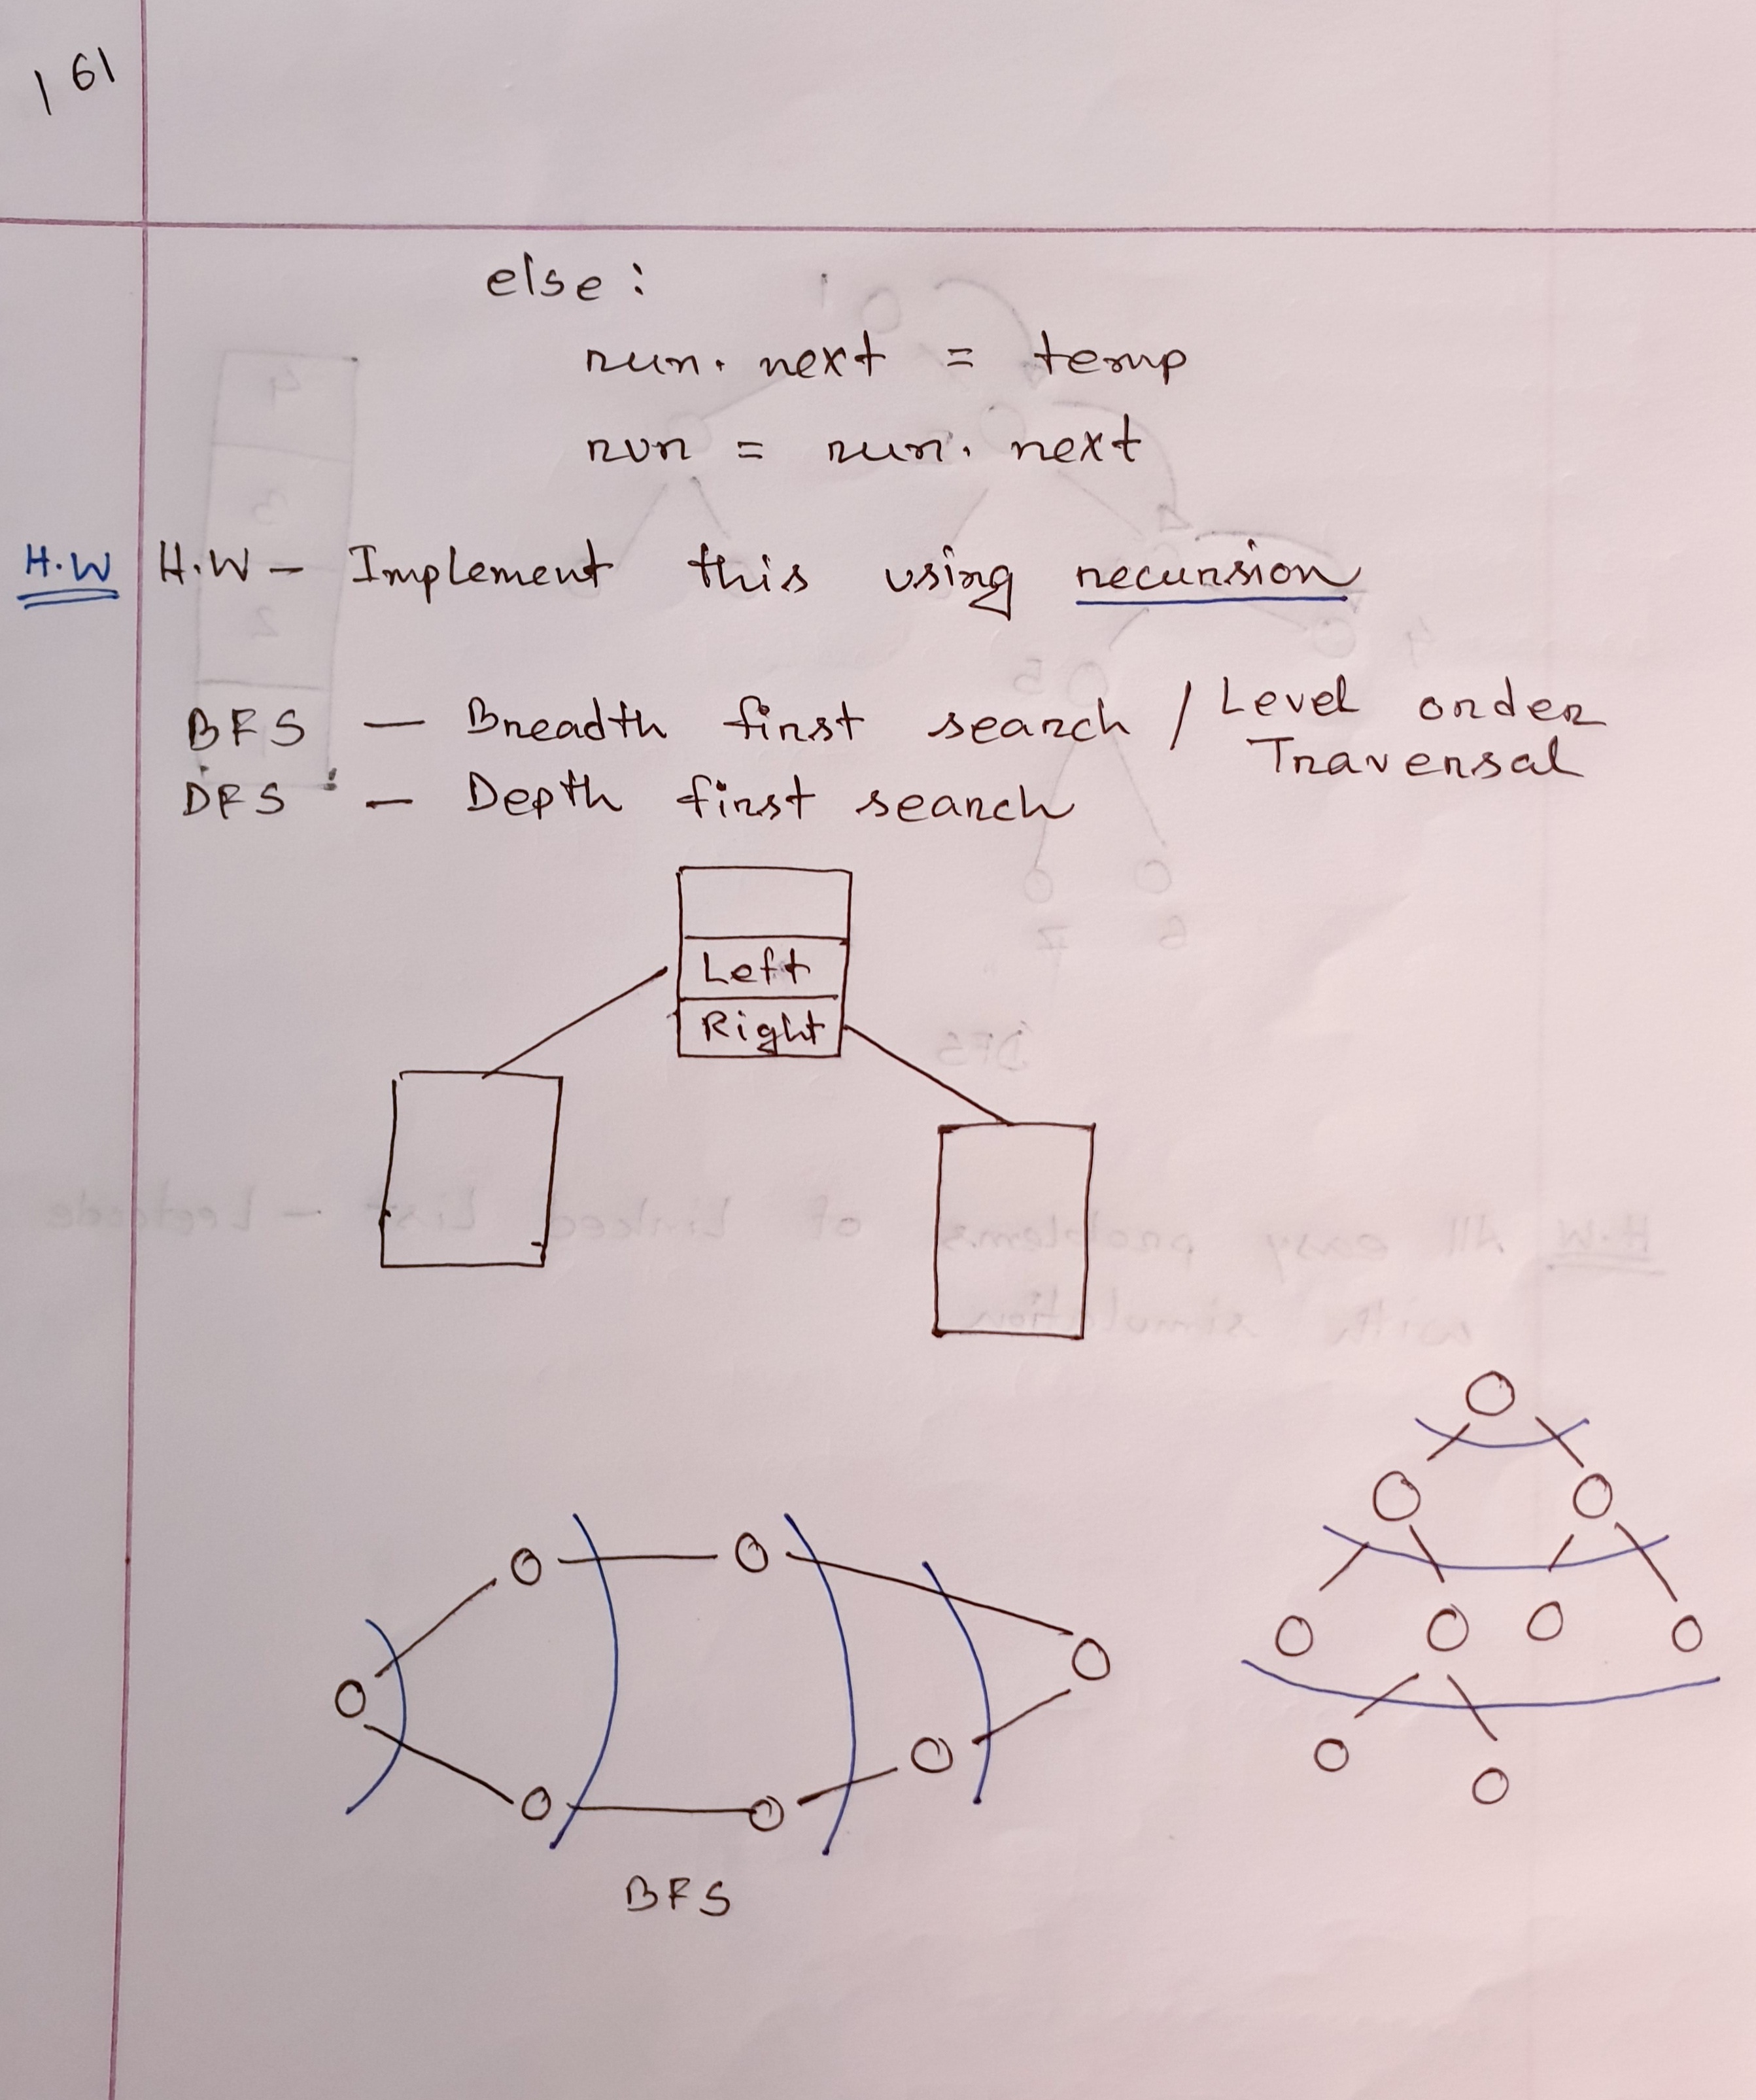 161
else :
run. next = temp
run = run. next
H.W H.W - Implement this using recursion
BFS — Breadth first search / Level order
Traversal
DFS — Depth first search
Left
Right
BFS